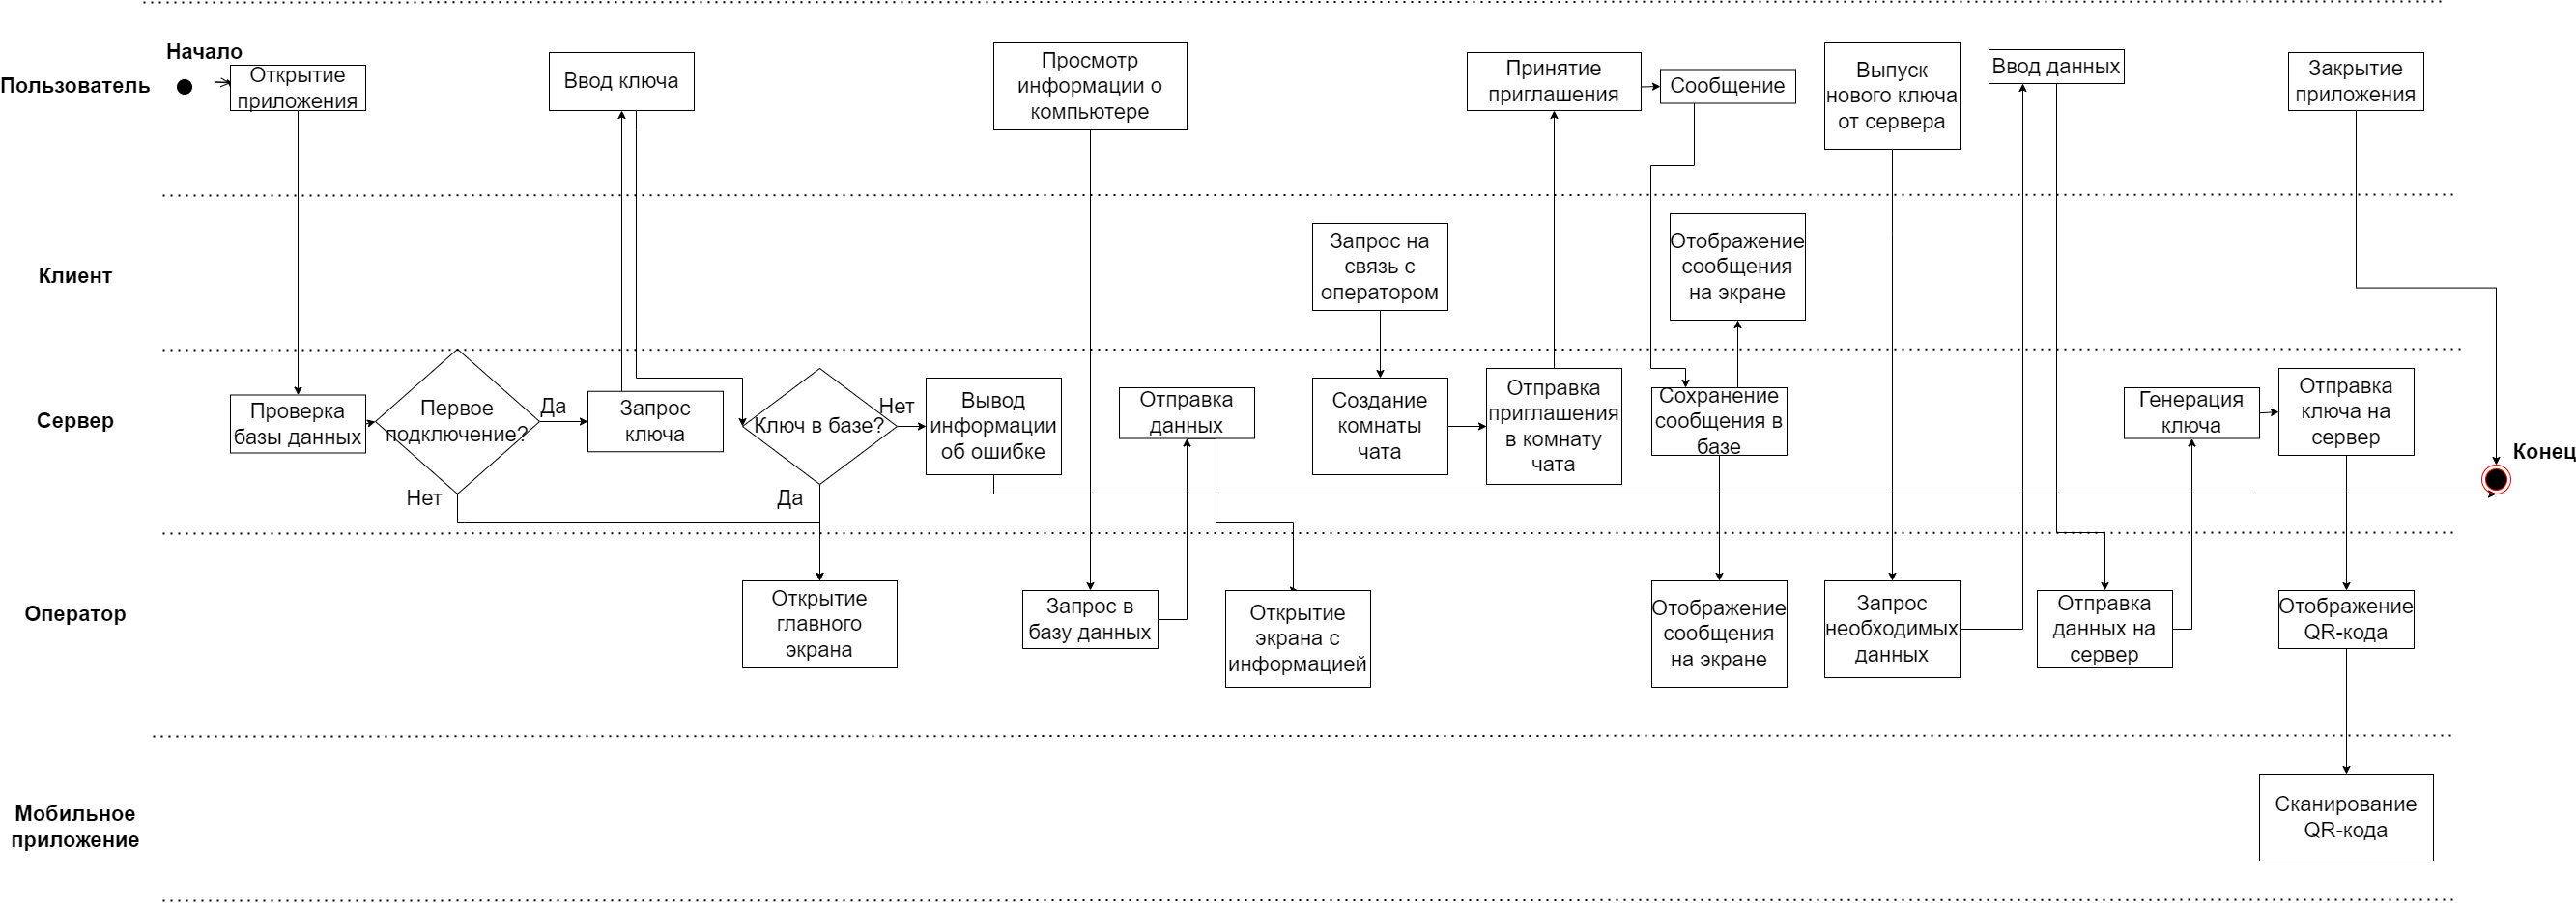 Начало
Пользователь
Открытие
приложения
Ввод ключа
Просмотр
информации о
компьютере
Принятие
приглашения
Сообщение
Выпуск
нового ключа
от сервера
Ввод данных
Закрытие
приложения
Клиент
Запрос на
связь с
оператором
Отображение
сообщения
на экране
Сервер
Проверка
базы данных
Первое
подключение?
Да
Нет
Запрос
ключа
Ключ в базе?
Нет
Да
Вывод
информации
об ошибке
Отправка
данных
Создание
комнаты
чата
Отправка
приглашения
в комнату
чата
Сохранение
сообщения в
базе
Генерация
ключа
Отправка
ключа на
сервер
Конец
Оператор
Открытие
главного
экрана
Запрос в
базу данных
Открытие
экрана с
информацией
Отображение
сообщения
на экране
Запрос
необходимых
данных
Отправка
данных на
сервер
Отображение
QR-кода
Мобильное
приложение
Сканирование
QR-кода